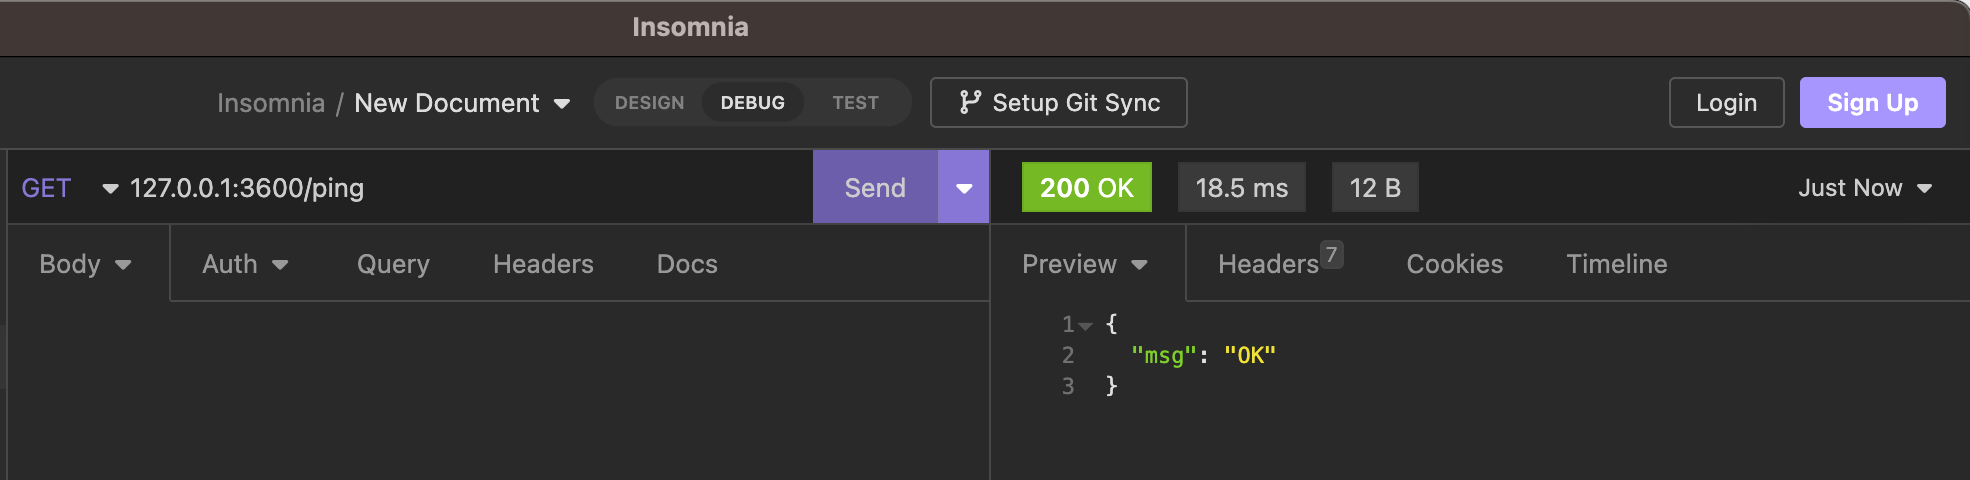 Insomnia
Insomnia / New Document DESIGN DEBUG TEST Setup Git Sync Login Sign Up
GET 127.0.0.1:3600/ping Send 200 OK 18.5 ms 12 B Just Now
Body Auth Query Headers Docs Preview Headers 7 Cookies Timeline
1 {
2 "msg": "OK"
3 }